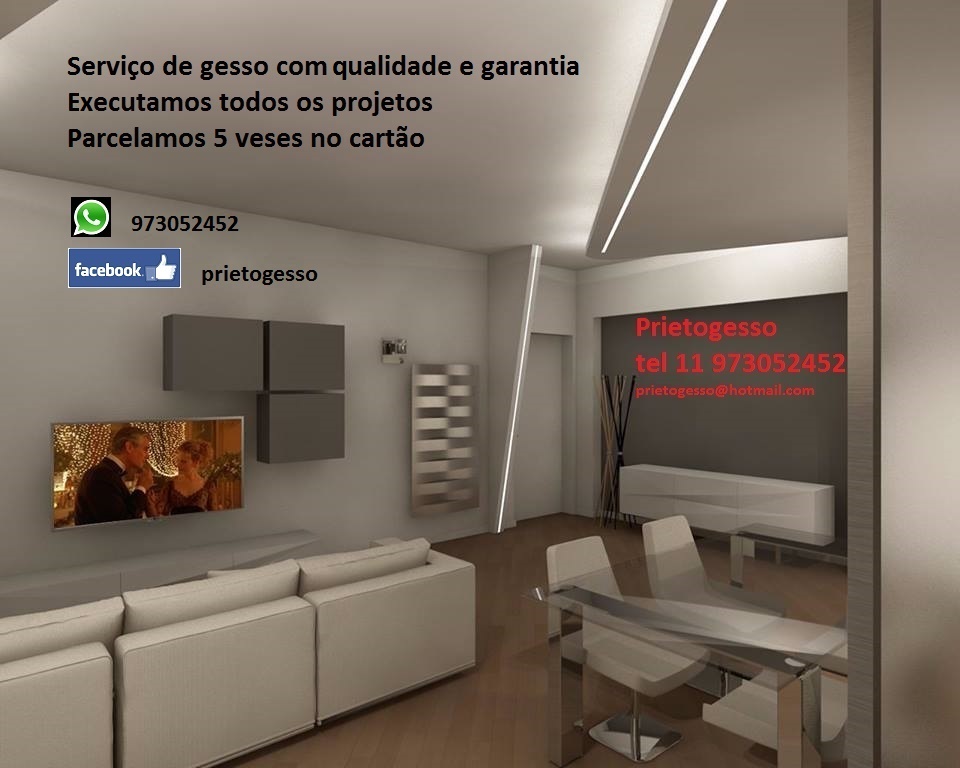 Serviço de gesso com qualidade e garantia
Executamos todos os projetos
Parcelamos 5 veses no cartão
973052452
facebook
prietogesso
Prietogesso
tel 11 973052452
prietogesso@hotmail.com